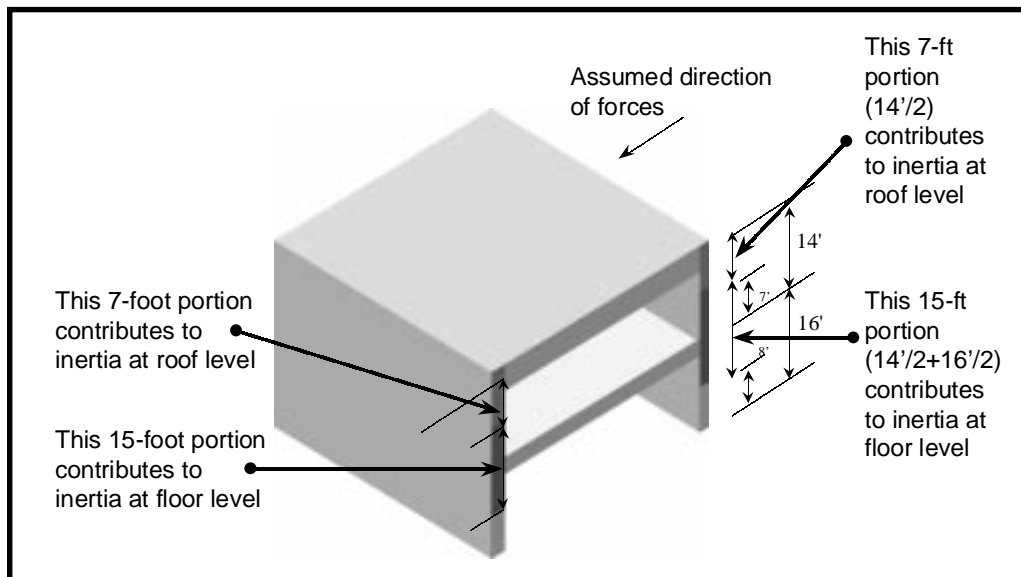 Assumed direction
of forces
This 7-ft
portion
(14’/2)
contributes
to inertia at
roof level
14'
7’
16'
8’
This 7-foot portion
contributes to
inertia at roof level
This 15-ft
portion
(14’/2+16’/2)
contributes
to inertia at
floor level
This 15-foot portion
contributes to
inertia at floor level